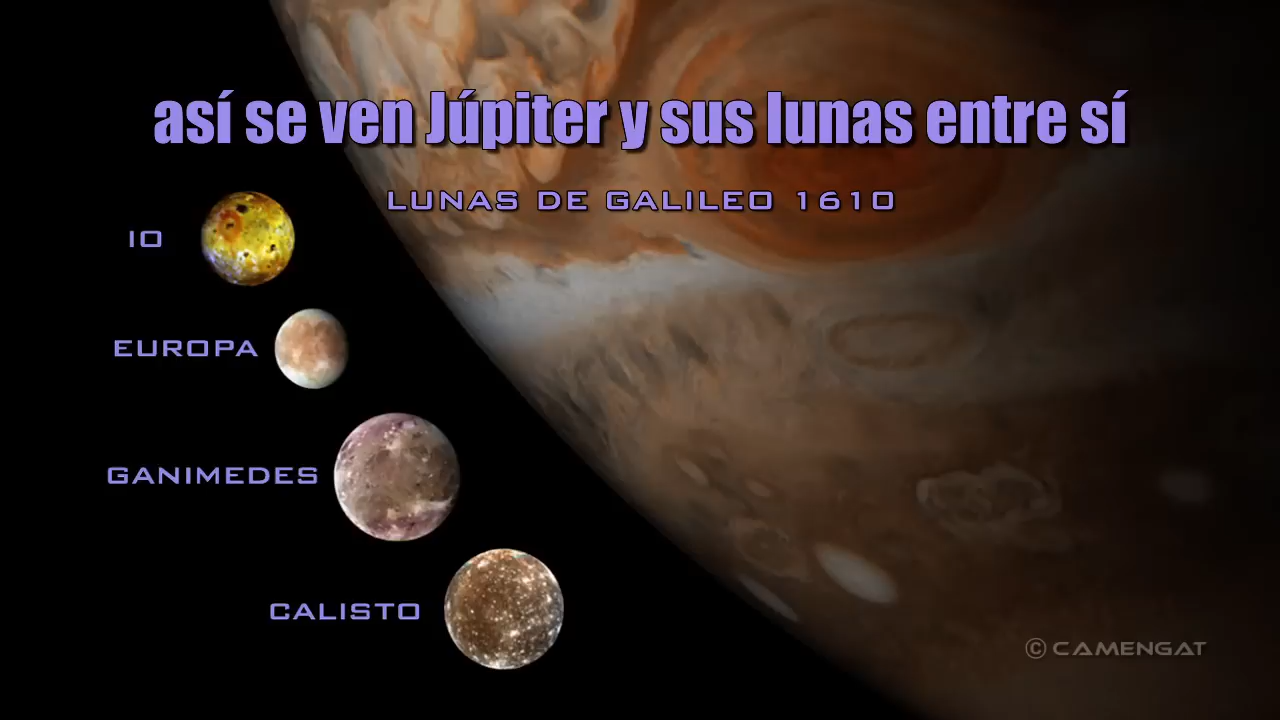 así se ven Júpiter y sus lunas entre sí
LUNAS DE GALILEO 1610
IO
EUROPA
GANIMEDES
CALISTO
© CAMENGAT